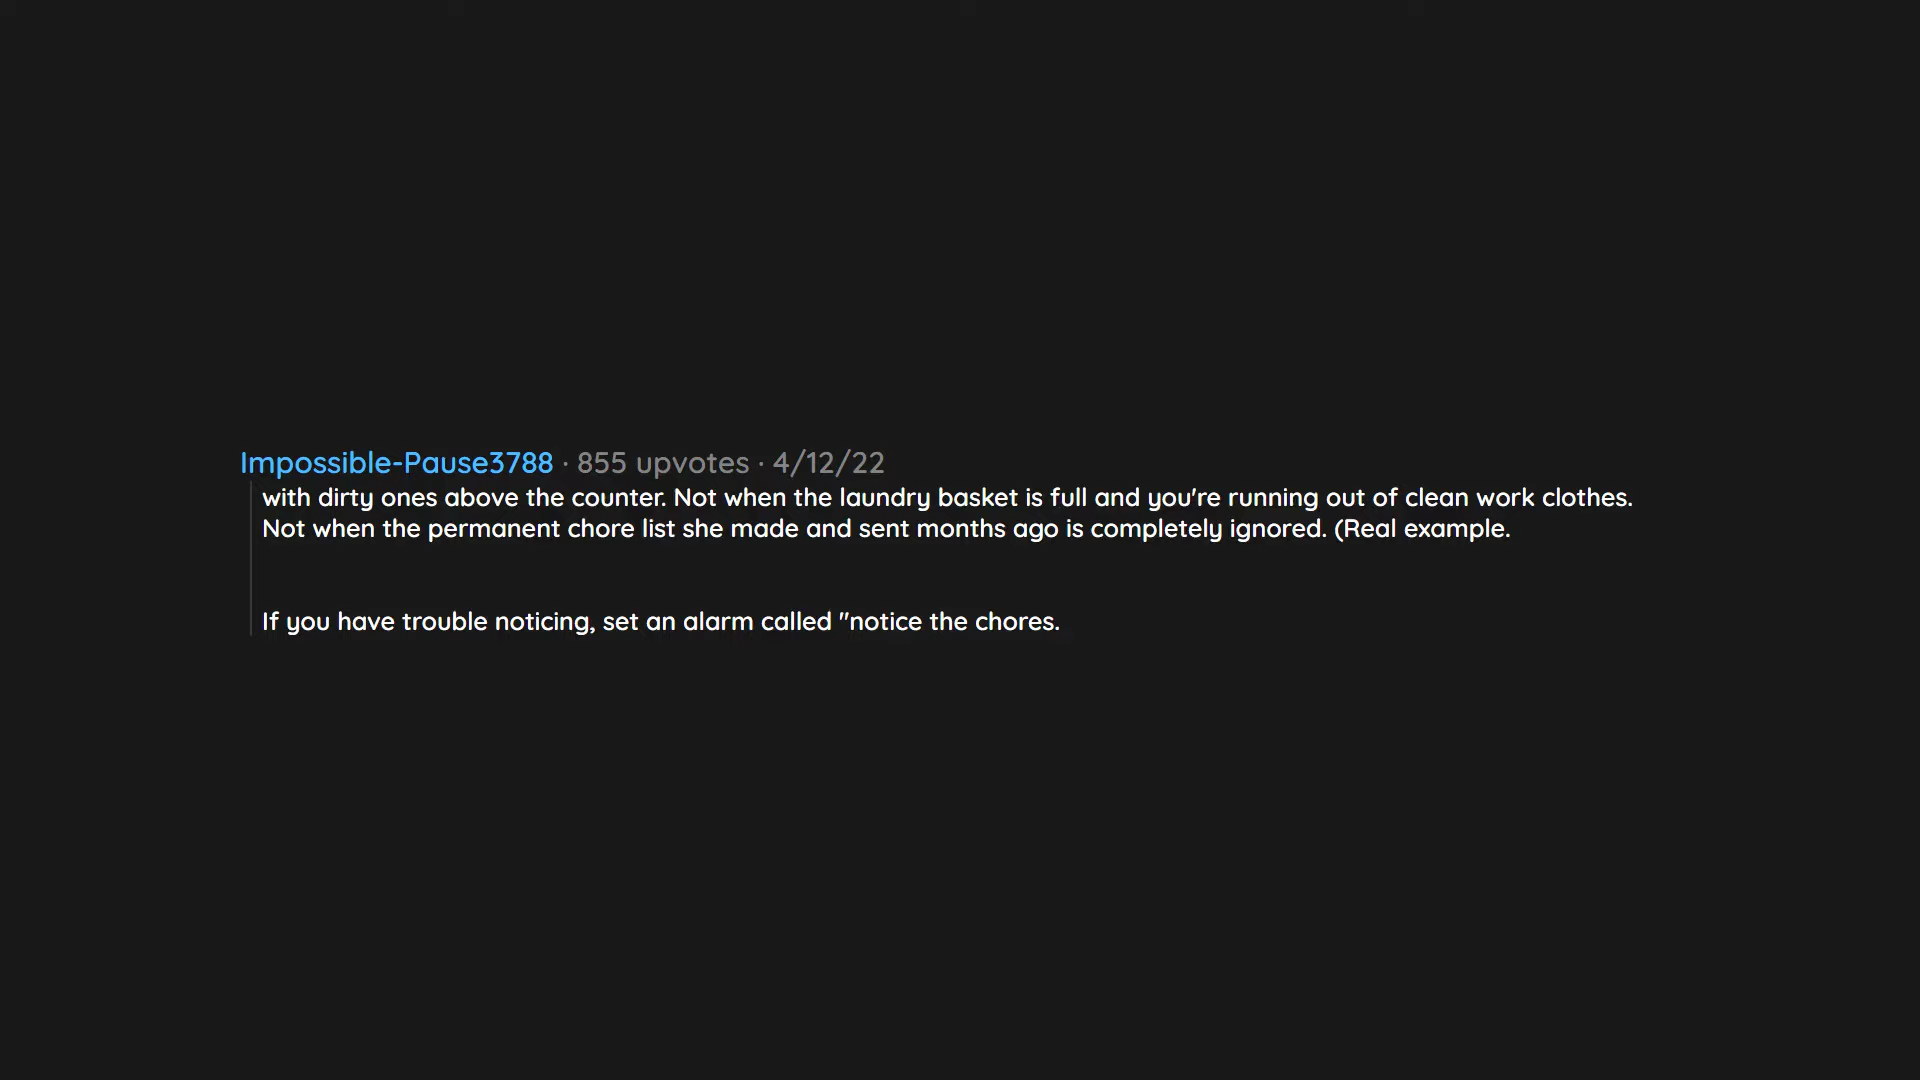 Impossible-Pause3788 · 855 upvotes · 4/12/22
with dirty ones above the counter. Not when the laundry basket is full and you're running out of clean work clothes.
Not when the permanent chore list she made and sent months ago is completely ignored. (Real example.
If you have trouble noticing, set an alarm called "notice the chores.